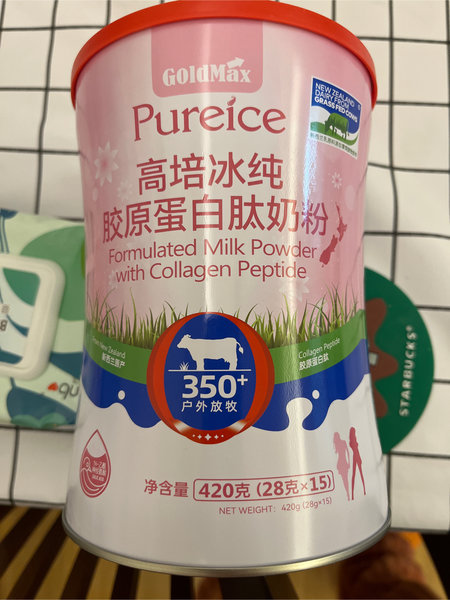 GoldMax
Pureice
高培冰纯
胶原蛋白肽奶粉
Formulated Milk Powder
with Collagen Peptide
NEW ZEALAND
DAIRY FROM
GRASS FED COWS
New Zealand
新西兰原产
Collagen Peptide
胶原蛋白肽
350+
户外放牧
净含量
420克 (28克×15)
NET WEIGHT: 420g (28g×15)
STARBUCKS